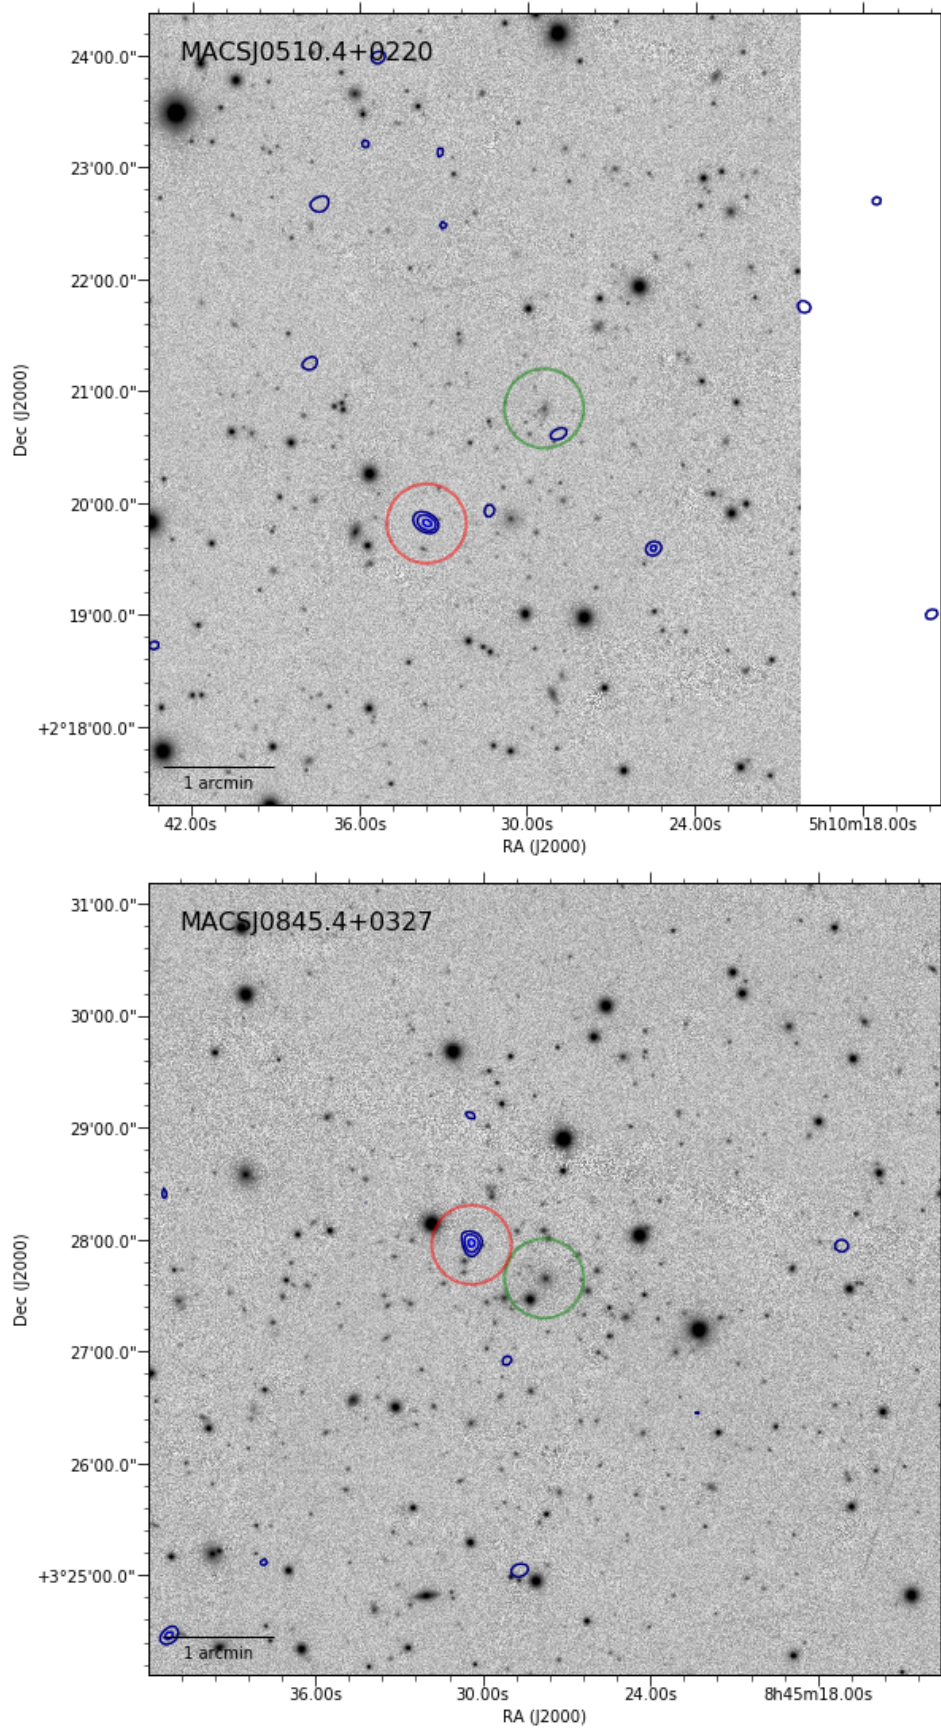 MACSJ0510.4+0220
24'00.0"
23'00.0"
22'00.0"
21'00.0"
20'00.0"
19'00.0"
+2°18'00.0"
Dec (J2000)
1 arcmin
42.00s 36.00s 30.00s 24.00s 5h10m18.00s
RA (J2000)
MACSJ0845.4+0327
31'00.0"
30'00.0"
29'00.0"
28'00.0"
27'00.0"
26'00.0"
+3°25'00.0"
Dec (J2000)
1 arcmin
36.00s 30.00s 24.00s 8h45m18.00s
RA (J2000)